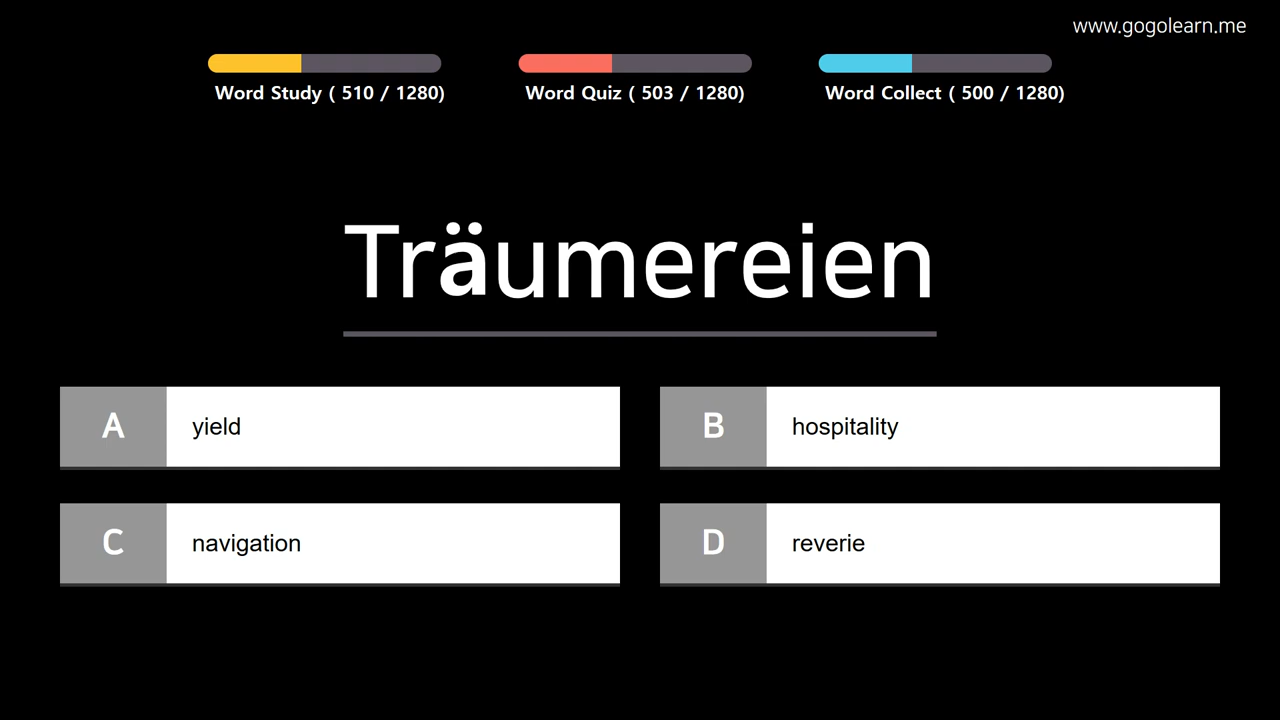 www.gogolearn.me
Word Study ( 510 / 1280)
Word Quiz ( 503 / 1280)
Word Collect ( 500 / 1280)
Träumereien
A yield
B hospitality
C navigation
D reverie